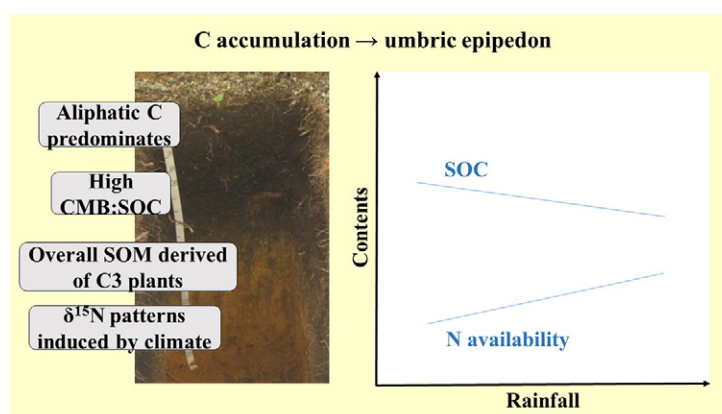 C accumulation → umbric epipedon
Aliphatic C
predominates
High
CMB:SOC
Overall SOM derived
of C3 plants
δ¹⁵N patterns
induced by climate
Contents
SOC
N availability
Rainfall